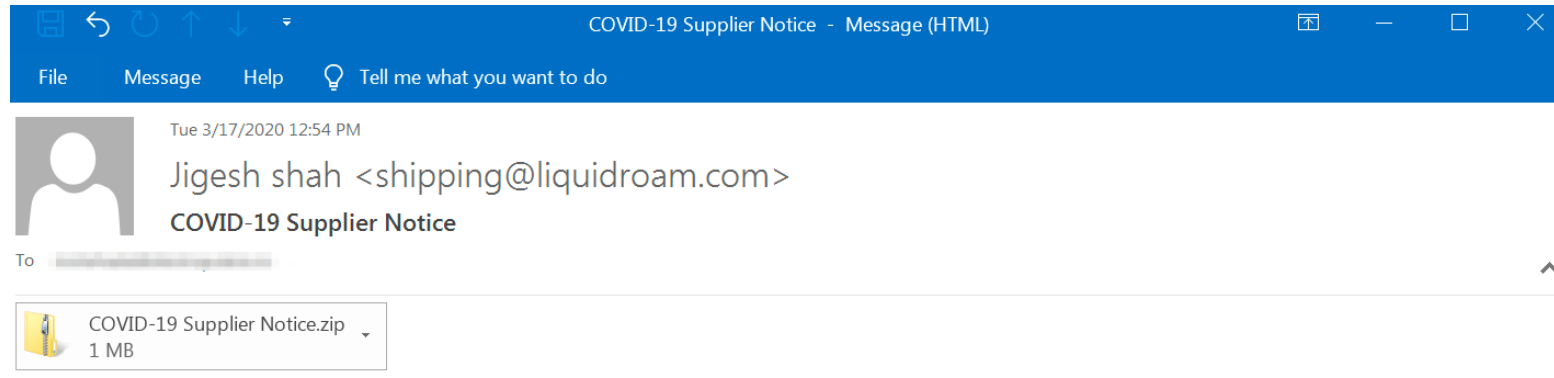 COVID-19 Supplier Notice - Message (HTML)
File Message Help Tell me what you want to do
Tue 3/17/2020 12:54 PM
Jigesh shah <shipping@liquidroam.com>
COVID-19 Supplier Notice
To
COVID-19 Supplier Notice.zip
1 MB